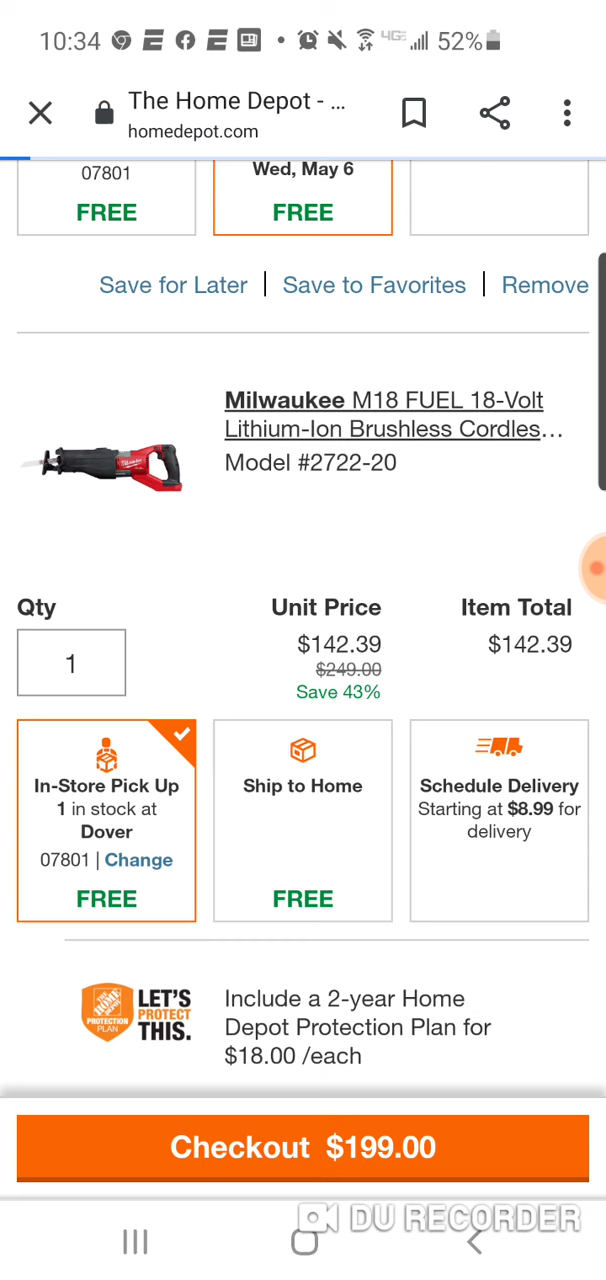 10:34
4GE
52%
The Home Depot - ...
homedepot.com
07801
FREE
Wed, May 6
FREE
Save for Later | Save to Favorites | Remove
Milwaukee M18 FUEL 18-Volt
Lithium-Ion Brushless Cordles...
Model #2722-20
Qty
Unit Price
Item Total
1
$142.39
$142.39
$249.00
Save 43%
In-Store Pick Up
1 in stock at
Dover
07801 | Change
FREE
Ship to Home
FREE
Schedule Delivery
Starting at $8.99 for
delivery
THE HOME DEPOT
PROTECTION
PLAN
LET'S
PROTECT
THIS.
Include a 2-year Home
Depot Protection Plan for
$18.00 /each
Checkout $199.00
DU RECORDER